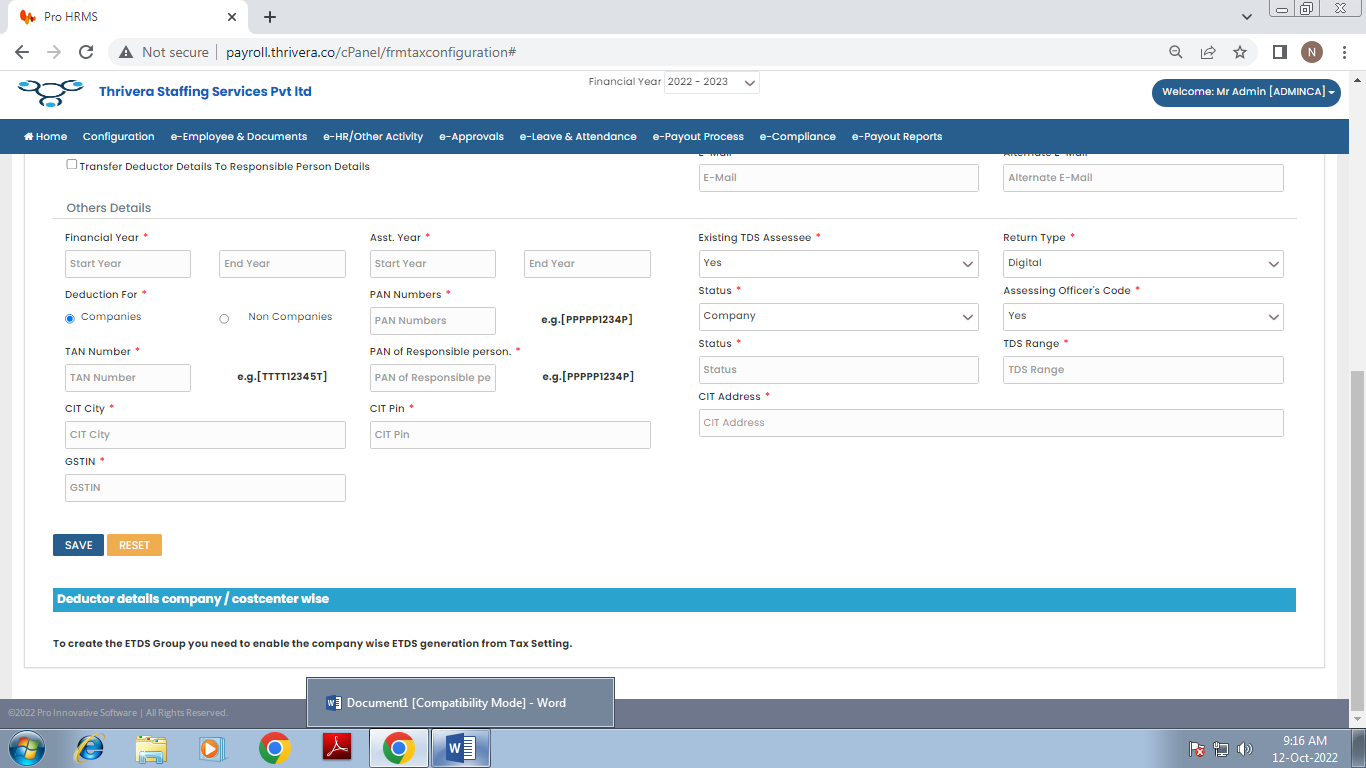 Pro HRMS
Not secure | payroll.thrivera.co/cPanel/frmtaxconfiguration#
N
Thrivera Staffing Services Pvt ltd
Financial Year 2022 - 2023
Welcome: Mr Admin [ADMINCA]
Home Configuration e-Employee & Documents e-HR/Other Activity e-Approvals e-Leave & Attendance e-Payout Process e-Compliance e-Payout Reports
E-Mail Alternate E-Mail
Transfer Deductor Details To Responsible Person Details
E-Mail Alternate E-Mail
Others Details
Financial Year * Asst. Year * Existing TDS Assessee * Return Type *
Start Year End Year Start Year End Year Yes Digital
Deduction For * PAN Numbers * Status * Assessing Officer's Code *
Companies Non Companies PAN Numbers e.g.[PPPPP1234P] Company Yes
TAN Number * PAN of Responsible person. * Status * TDS Range *
TAN Number e.g.[TTTT12345T] PAN of Responsible pe e.g.[PPPPP1234P] Status TDS Range
CIT City * CIT Pin * CIT Address *
CIT City CIT Pin CIT Address
GSTIN *
GSTIN
SAVE RESET
Deductor details company / costcenter wise
To create the ETDS Group you need to enable the company wise ETDS generation from Tax Setting.
Document1 [Compatibility Mode] - Word
©2022 Pro Innovative Software | All Rights Reserved.
9:16 AM
12-Oct-2022